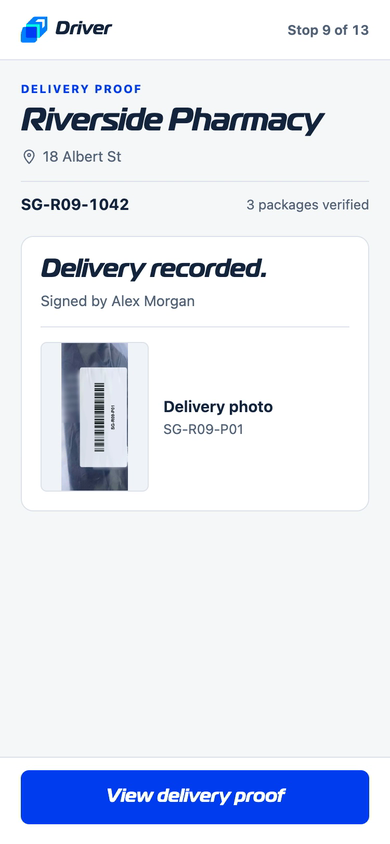 Driver
Stop 9 of 13
DELIVERY PROOF
Riverside Pharmacy
18 Albert St
SG-R09-1042
3 packages verified
Delivery recorded.
Signed by Alex Morgan
SG-R09-P01
Delivery photo
SG-R09-P01
View delivery proof